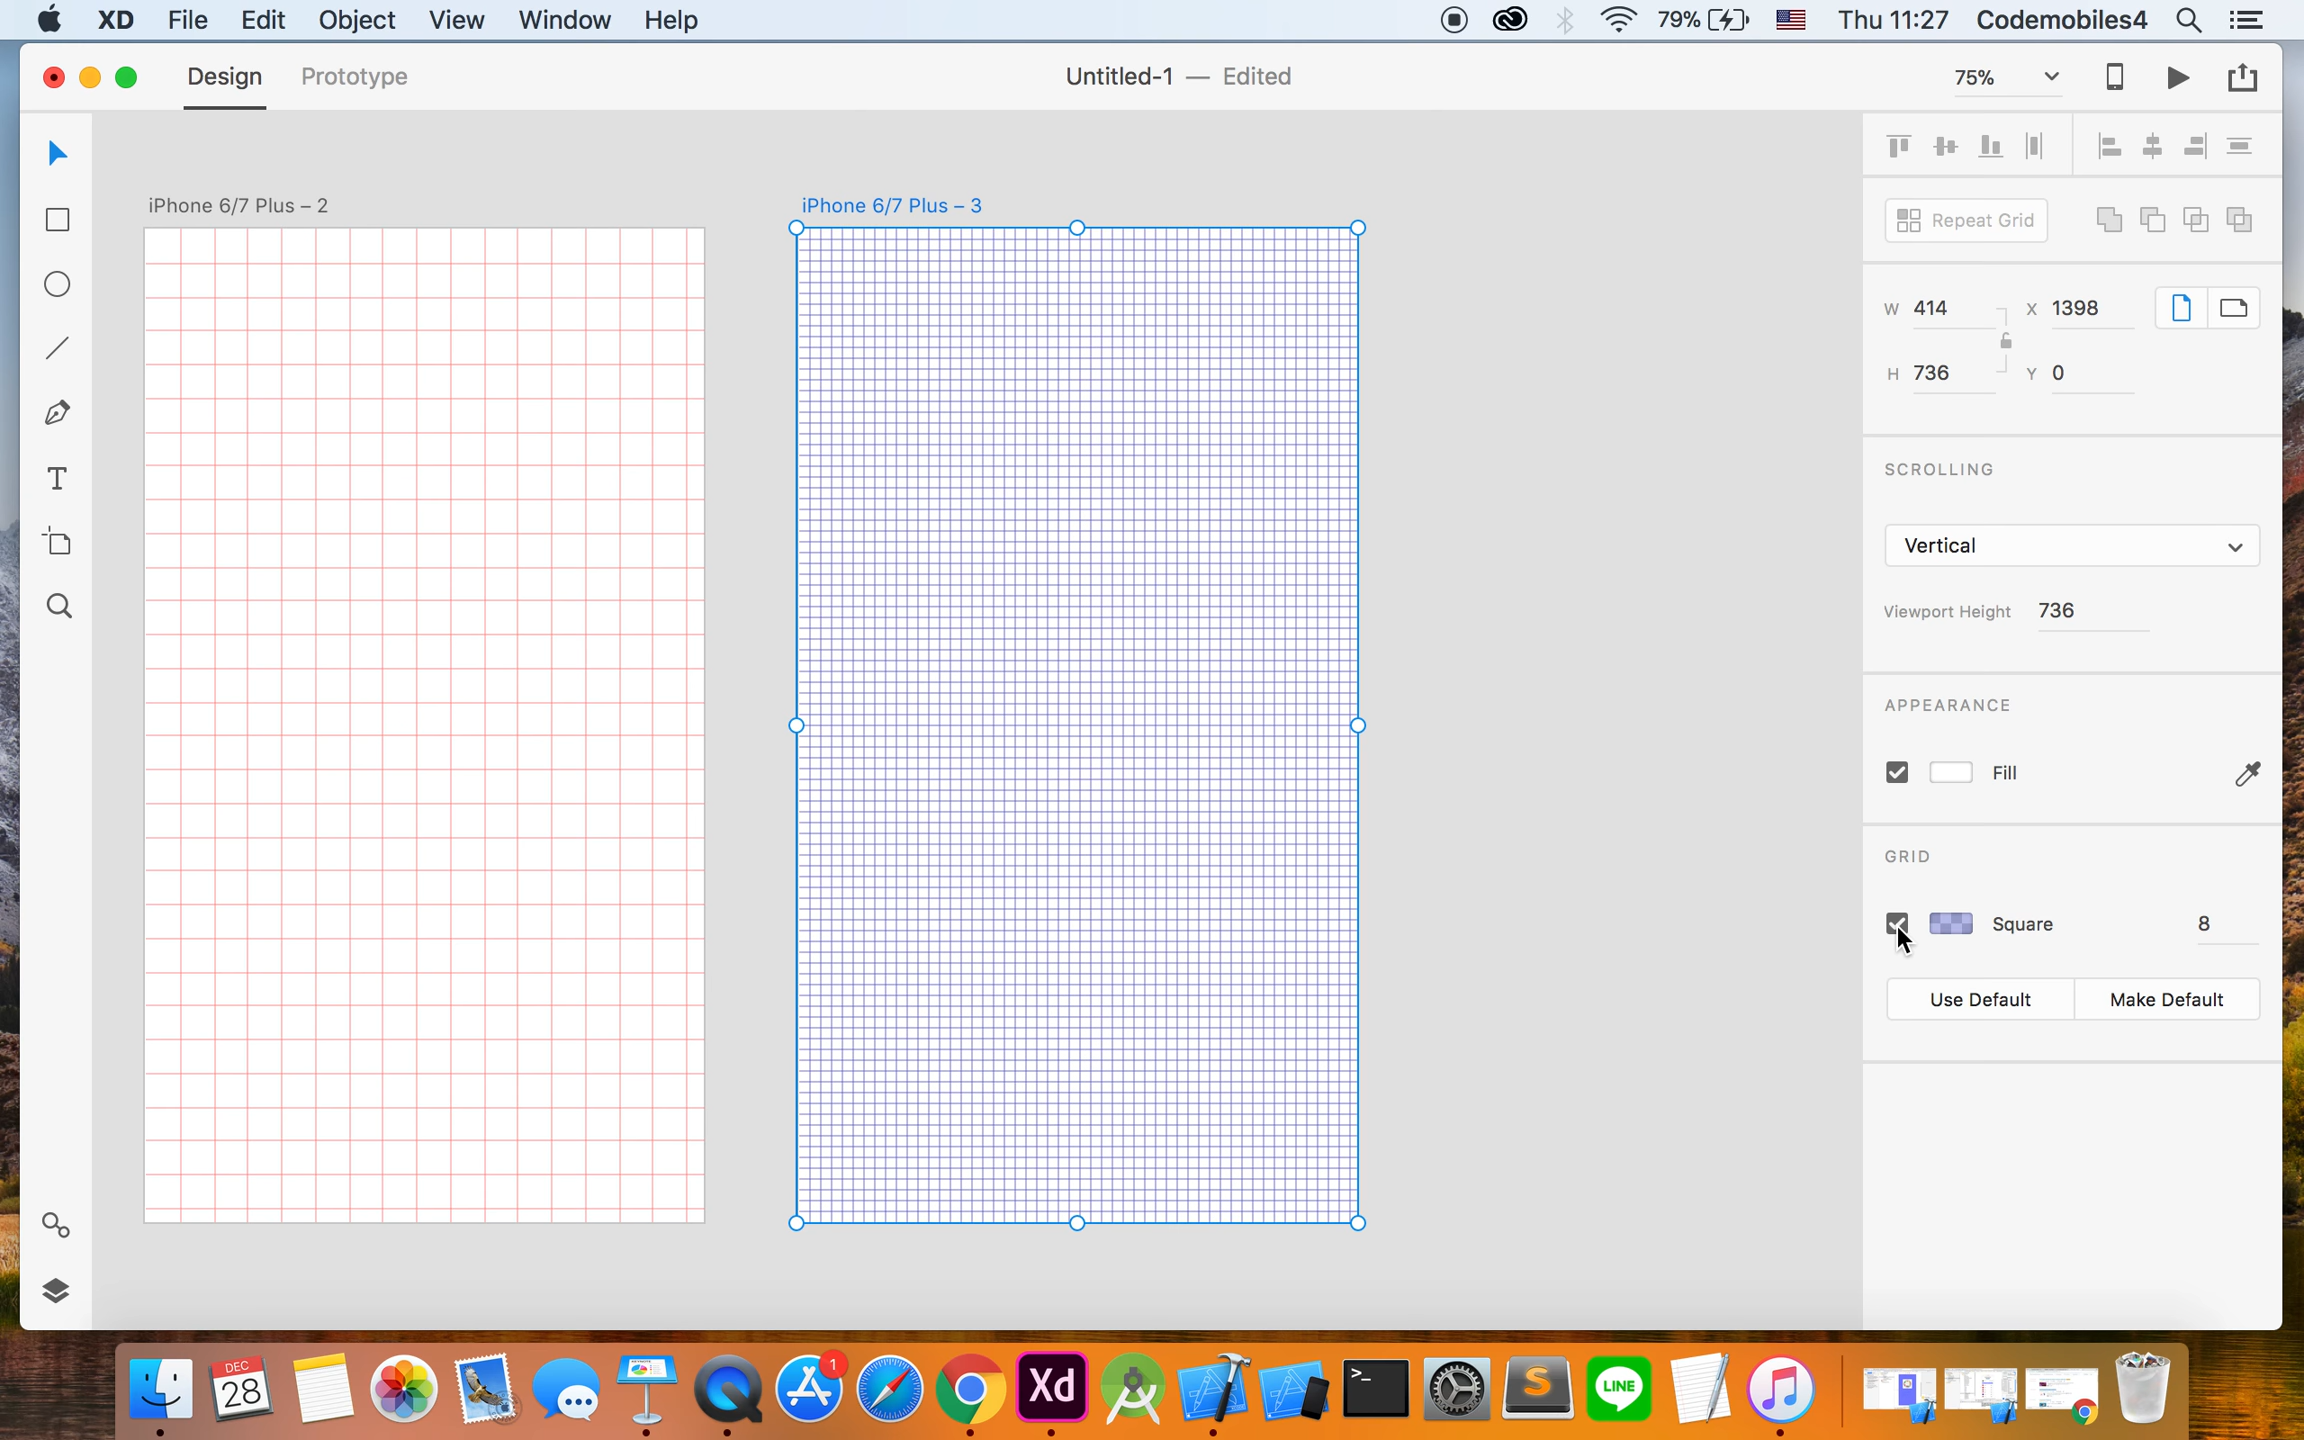 XD File Edit Object View Window Help 79% Thu 11:27 Codemobiles4
Design Prototype Untitled-1 — Edited 75%
iPhone 6/7 Plus – 2
iPhone 6/7 Plus – 3
Repeat Grid
W 414 X 1398
H 736 Y 0
SCROLLING
Vertical
Viewport Height 736
APPEARANCE
Fill
GRID
Square 8
Use Default Make Default
T
DEC
28
1
Xd
>_
S
LINE